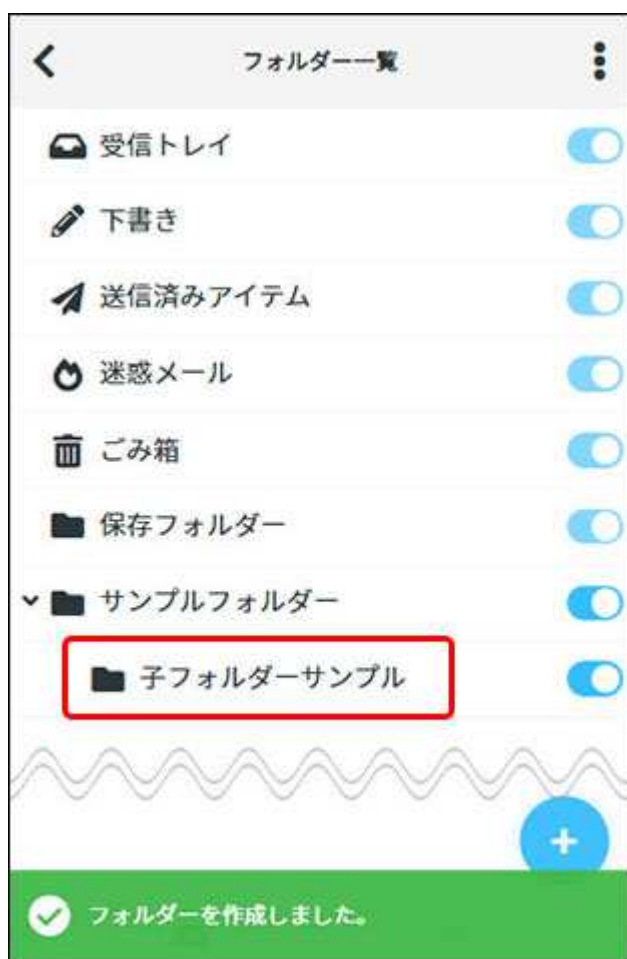 フォルダー一覧
受信トレイ
下書き
送信済みアイテム
迷惑メール
ごみ箱
保存フォルダー
サンプルフォルダー
子フォルダーサンプル
フォルダーを作成しました。